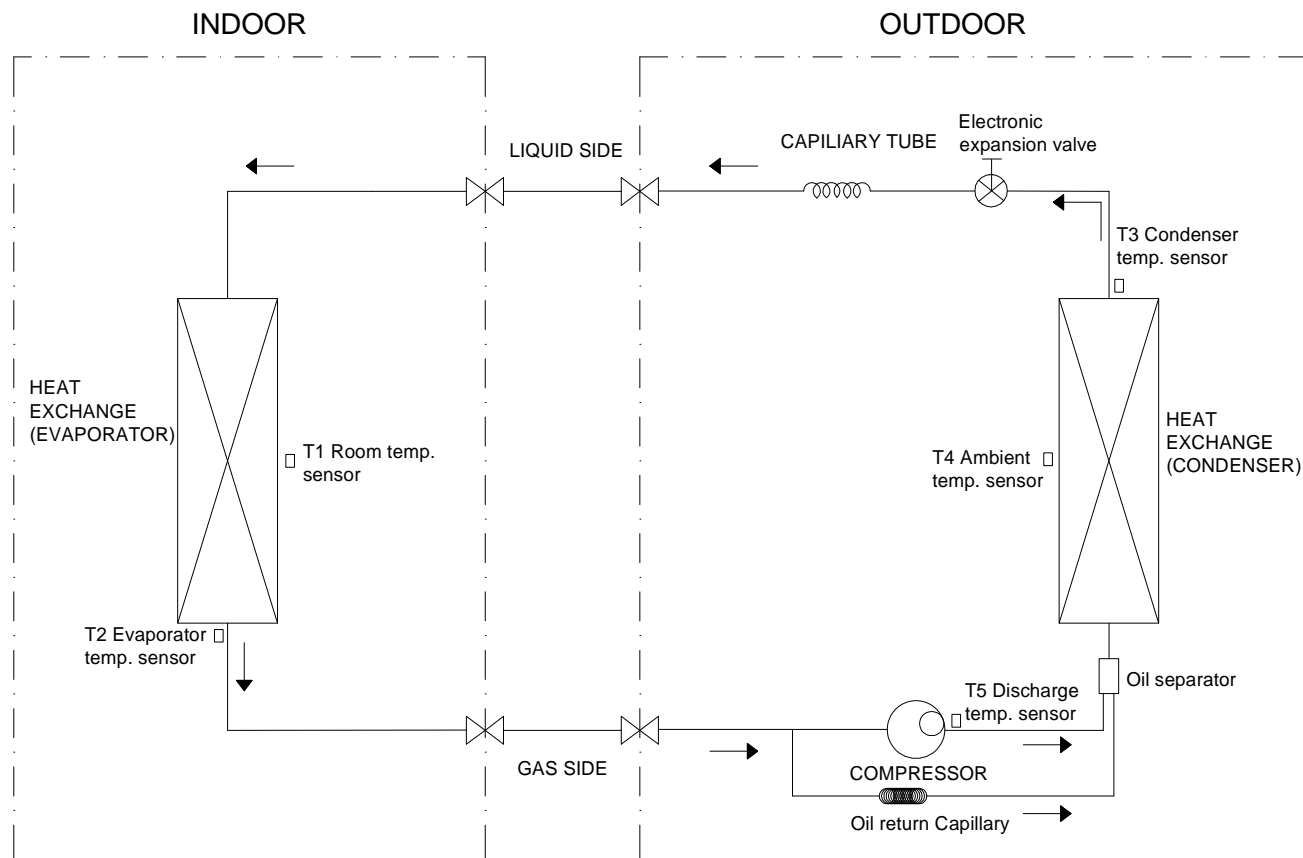 INDOOR
OUTDOOR
LIQUID SIDE
CAPILIARY TUBE
Electronic
expansion valve
T3 Condenser
temp. sensor
HEAT
EXCHANGE
(EVAPORATOR)
T1 Room temp.
sensor
T4 Ambient
temp. sensor
HEAT
EXCHANGE
(CONDENSER)
T2 Evaporator
temp. sensor
Oil separator
T5 Discharge
temp. sensor
GAS SIDE
COMPRESSOR
Oil return Capillary